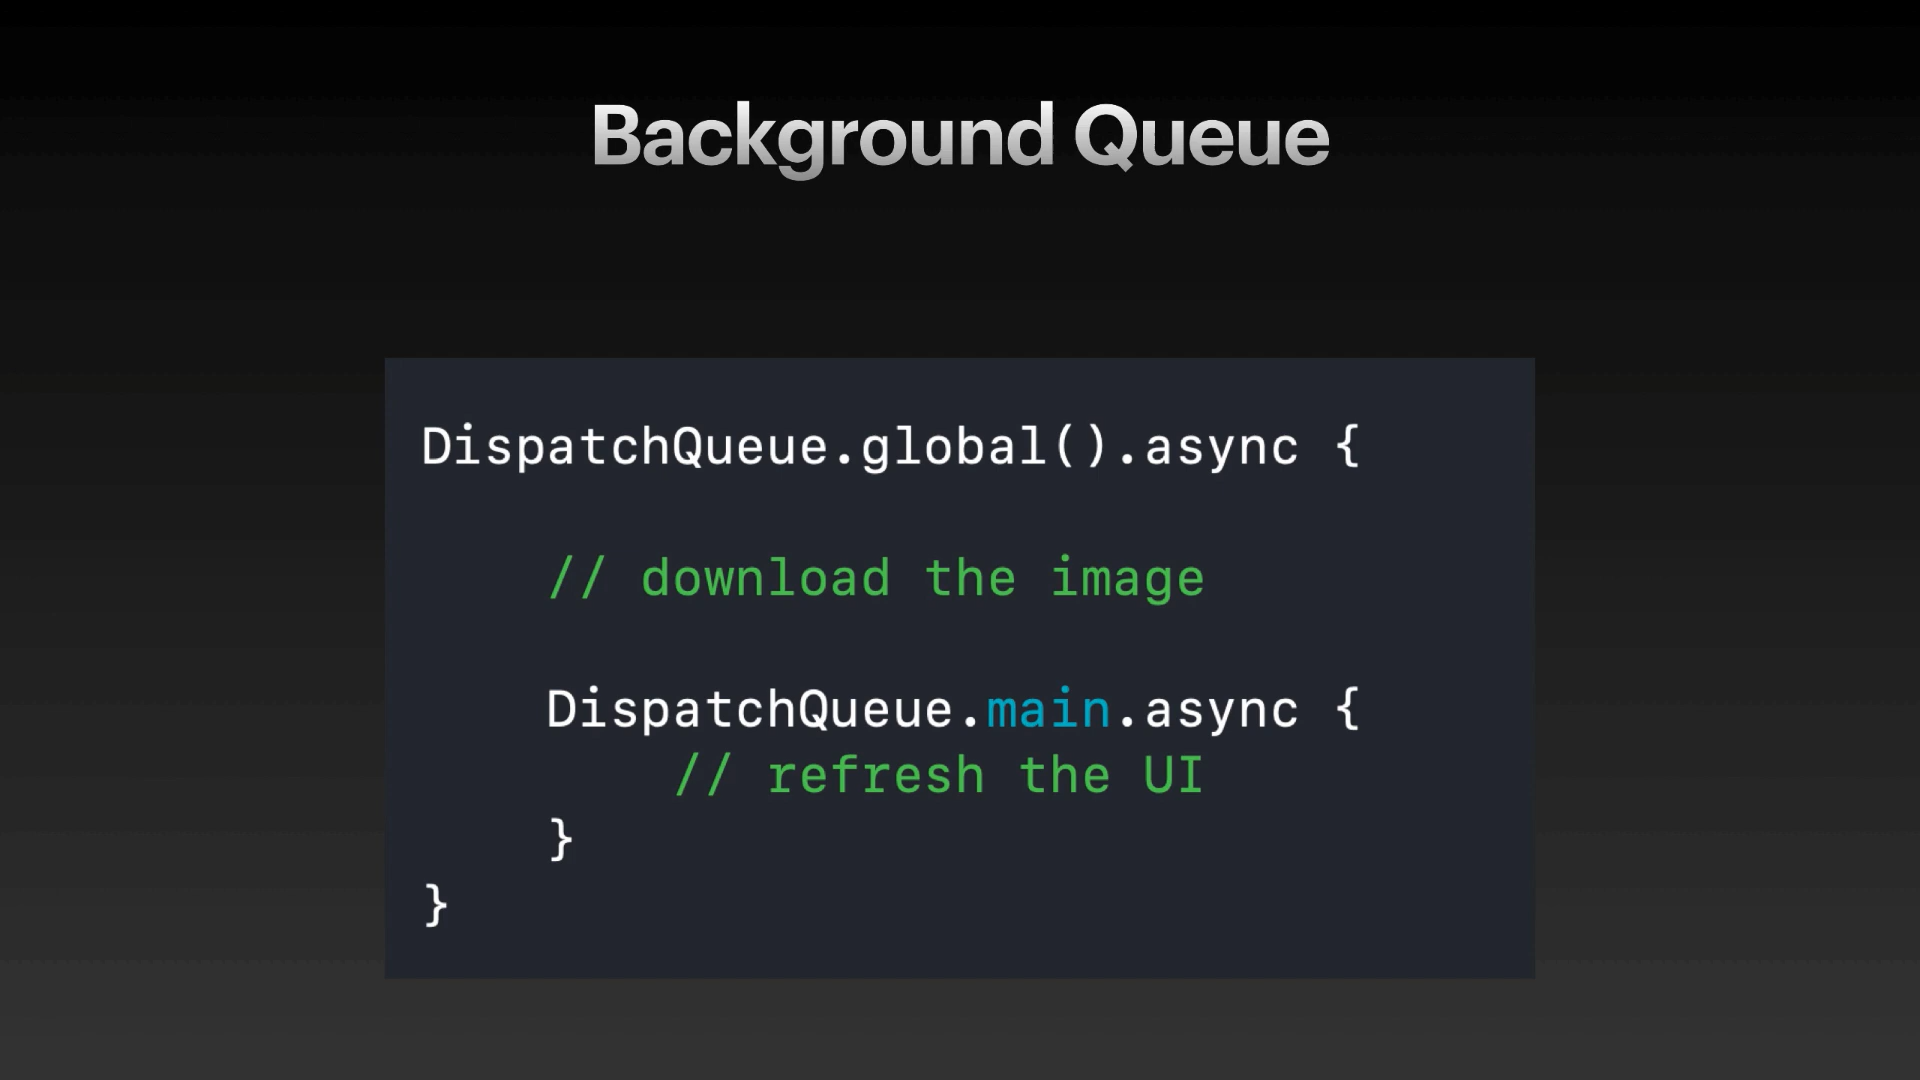 Background Queue
DispatchQueue.global().async {
// download the image
DispatchQueue.main.async {
// refresh the UI
}
}